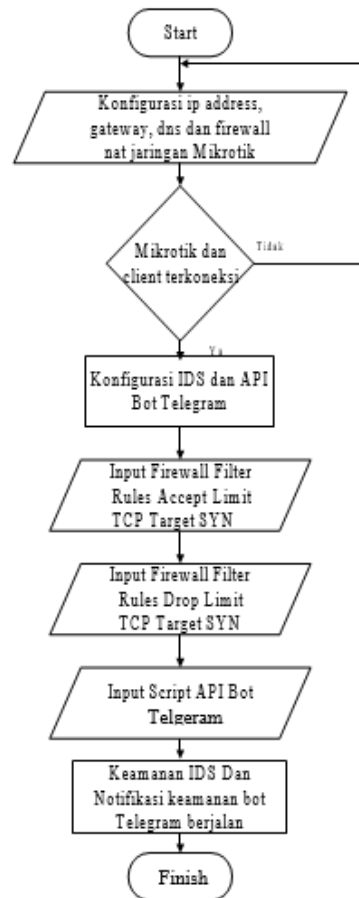 Start
Konfigurasi ip address,
gateway, dns dan firewall
nat jaringan Mikrotik
Mikrotik dan
client terkoneksi
Tidak
Ya
Konfigurasi IDS dan API
Bot Telegram
Input Firewall Filter
Rules Accept Limit
TCP Target SYN
Input Firewall Filter
Rules Drop Limit
TCP Target SYN
Input Script API Bot
Telgeram
Keamanan IDS Dan
Notifikasi keamanan bot
Telegram berjalan
Finish